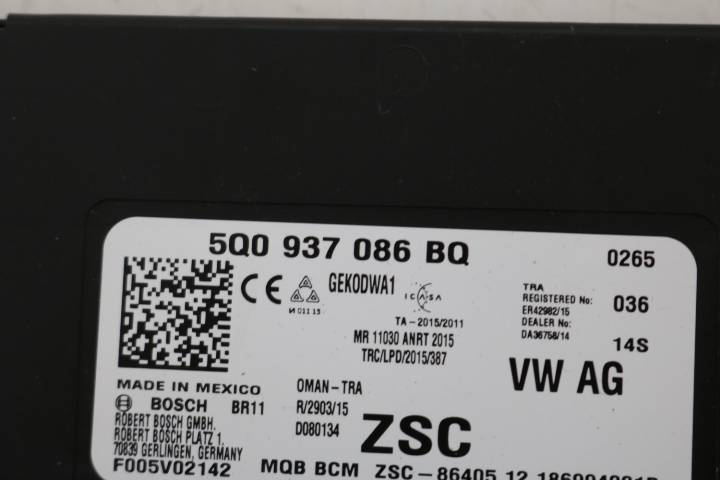 5Q0 937 086 BQ
0265
CE
GEKODWA1
ICASA
TRA
REGISTERED No:
ER42982/15
DEALER No:
DA36758/14
036
14S
TA-2015/2011
MR 11030 ANRT 2015
TRC/LPD/2015/387
VW AG
MADE IN MEXICO
BOSCH BR11
ROBERT BOSCH GMBH.
ROBERT BOSCH PLATZ 1.
70839 GERLINGEN, GERMANY
F005V02142
OMAN-TRA
R/2903/15
D080134
ZSC
MQB BCM ZSC-86405 12